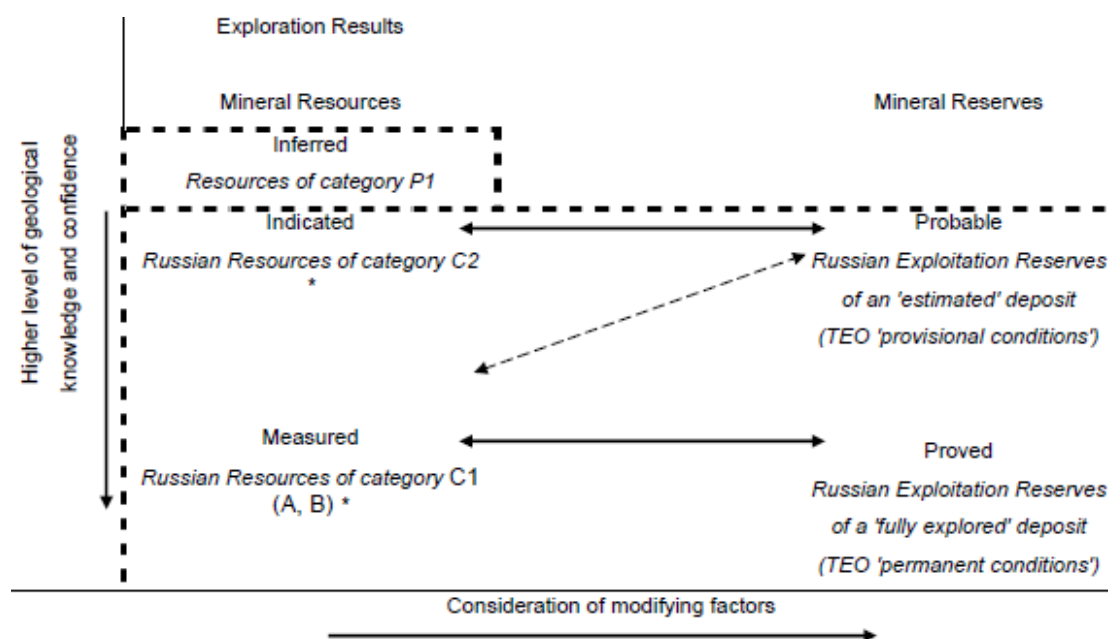 Exploration Results
Mineral Resources
Mineral Reserves
Higher level of geological
knowledge and confidence
Inferred
Resources of category P1
Indicated
Russian Resources of category C2
*
Probable
Russian Exploitation Reserves
of an 'estimated' deposit
(TEO 'provisional conditions')
Measured
Russian Resources of category C1
(A, B) *
Proved
Russian Exploitation Reserves
of a 'fully explored' deposit
(TEO 'permanent conditions')
Consideration of modifying factors